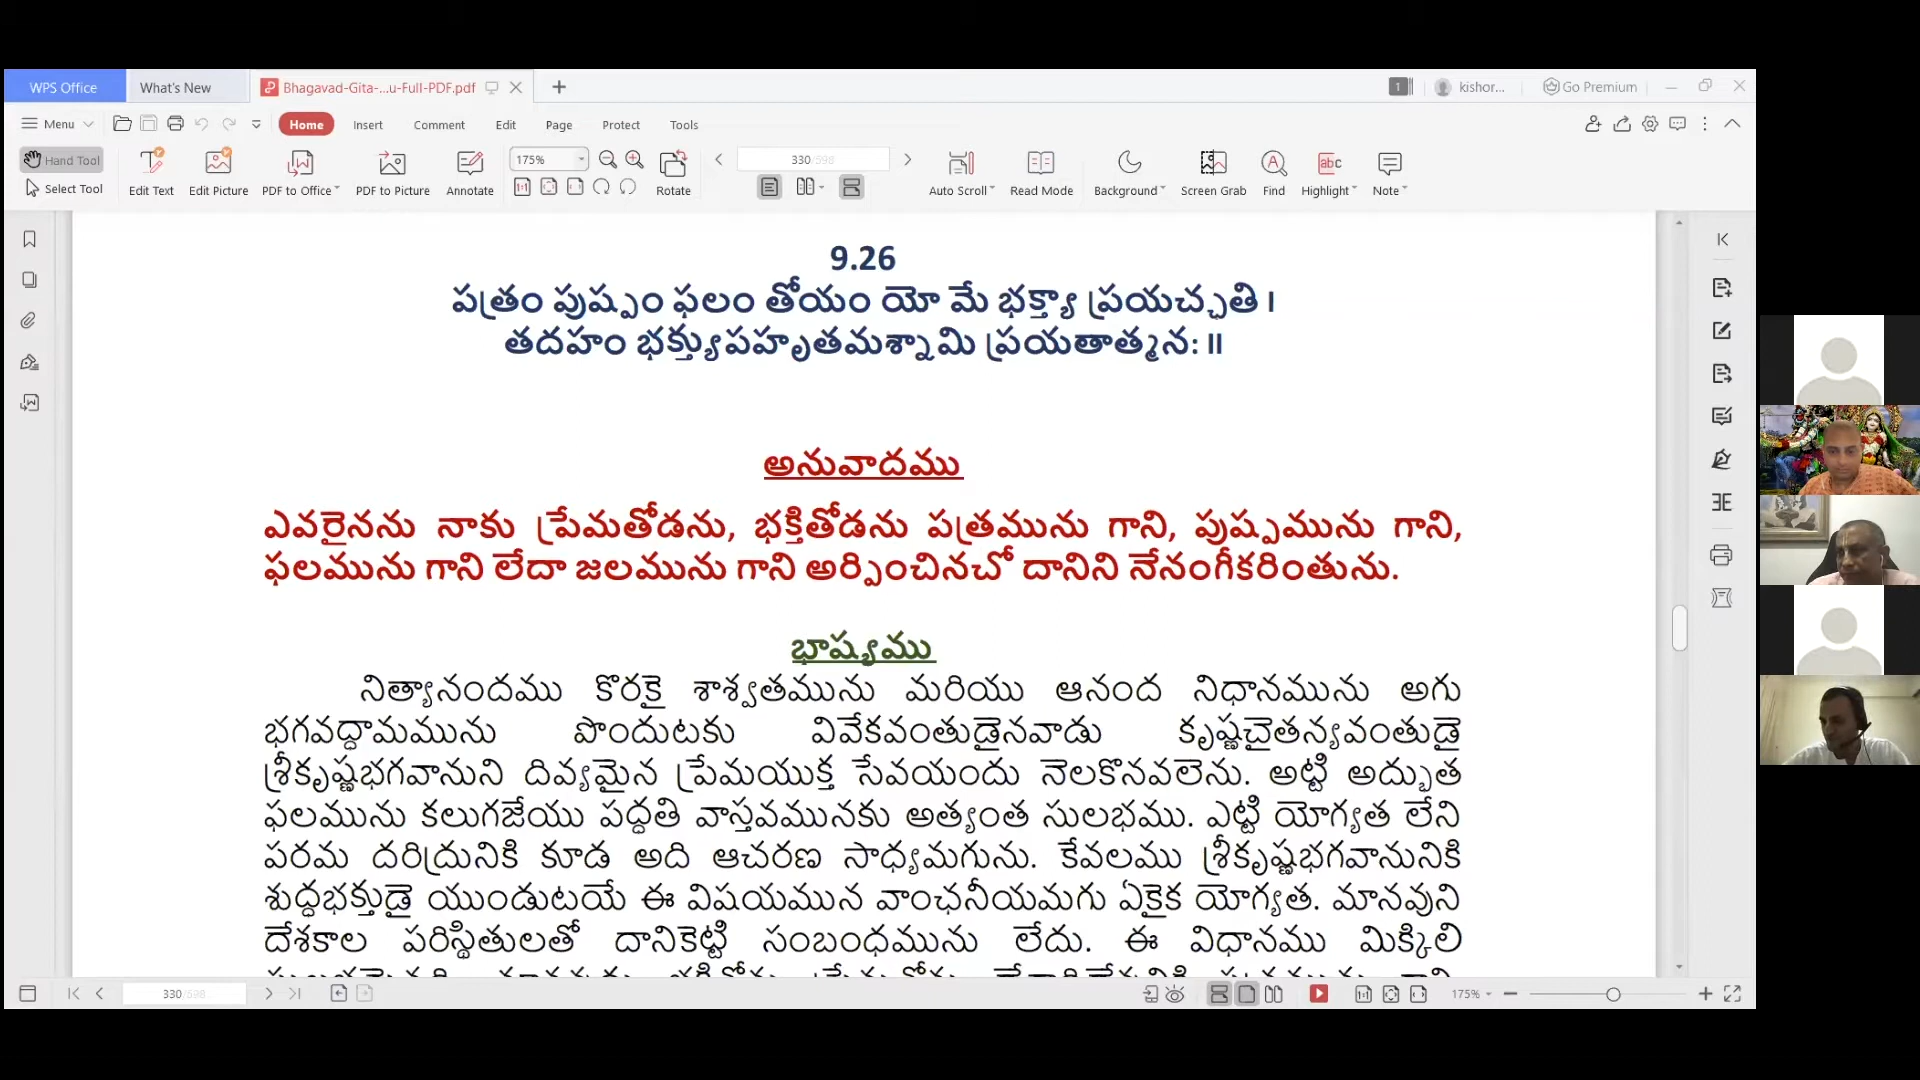 WPS Office What's New Bhagavad-Gita-...u-Full-PDF.pdf 1 kishor... Go Premium
Menu Home Insert Comment Edit Page Protect Tools
Hand Tool 175% 330/598
Select Tool Edit Text Edit Picture PDF to Office PDF to Picture Annotate Rotate Auto Scroll Read Mode Background Screen Grab Find Highlight Note
9.26
పత్రం పుష్పం ఫలం తోయం యో మే భక్త్యా ప్రయచ్ఛతి ।
తదహం భక్త్యుపహృతమశ్నామి ప్రయతాత్మన: ॥
అనువాదము
ఎవరైనను నాకు ప్రేమతోడను, భక్తితోడను పత్రమును గాని, పుష్పమును గాని,
ఫలమును గాని లేదా జలమును గాని అర్పించినచో దానిని నేనంగీకరింతును.
భాష్యము
నిత్యానందము కొరకై శాశ్వతమును మరియు ఆనంద నిధానమును అగు
భగవద్ధామమును పొందుటకు వివేకవంతుడైనవాడు కృష్ణచైతన్యవంతుడై
శ్రీకృష్ణభగవానుని దివ్యమైన ప్రేమయుక్త సేవయందు నెలకొనవలెను. అట్టి అద్భుత
ఫలమును కలుగజేయు పద్ధతి వాస్తవమునకు అత్యంత సులభము. ఎట్టి యోగ్యత లేని
పరమ దరిద్రునికి కూడ అది ఆచరణ సాధ్యమగును. కేవలము శ్రీకృష్ణభగవానునికి
శుద్ధభక్తుడై యుండుటయే ఈ విషయమున వాంఛనీయమగు ఏకైక యోగ్యత. మానవుని
దేశకాల పరిస్థితులతో దానికెట్టి సంబంధమును లేదు. ఈ విధానము మిక్కిలి
330/598 175%